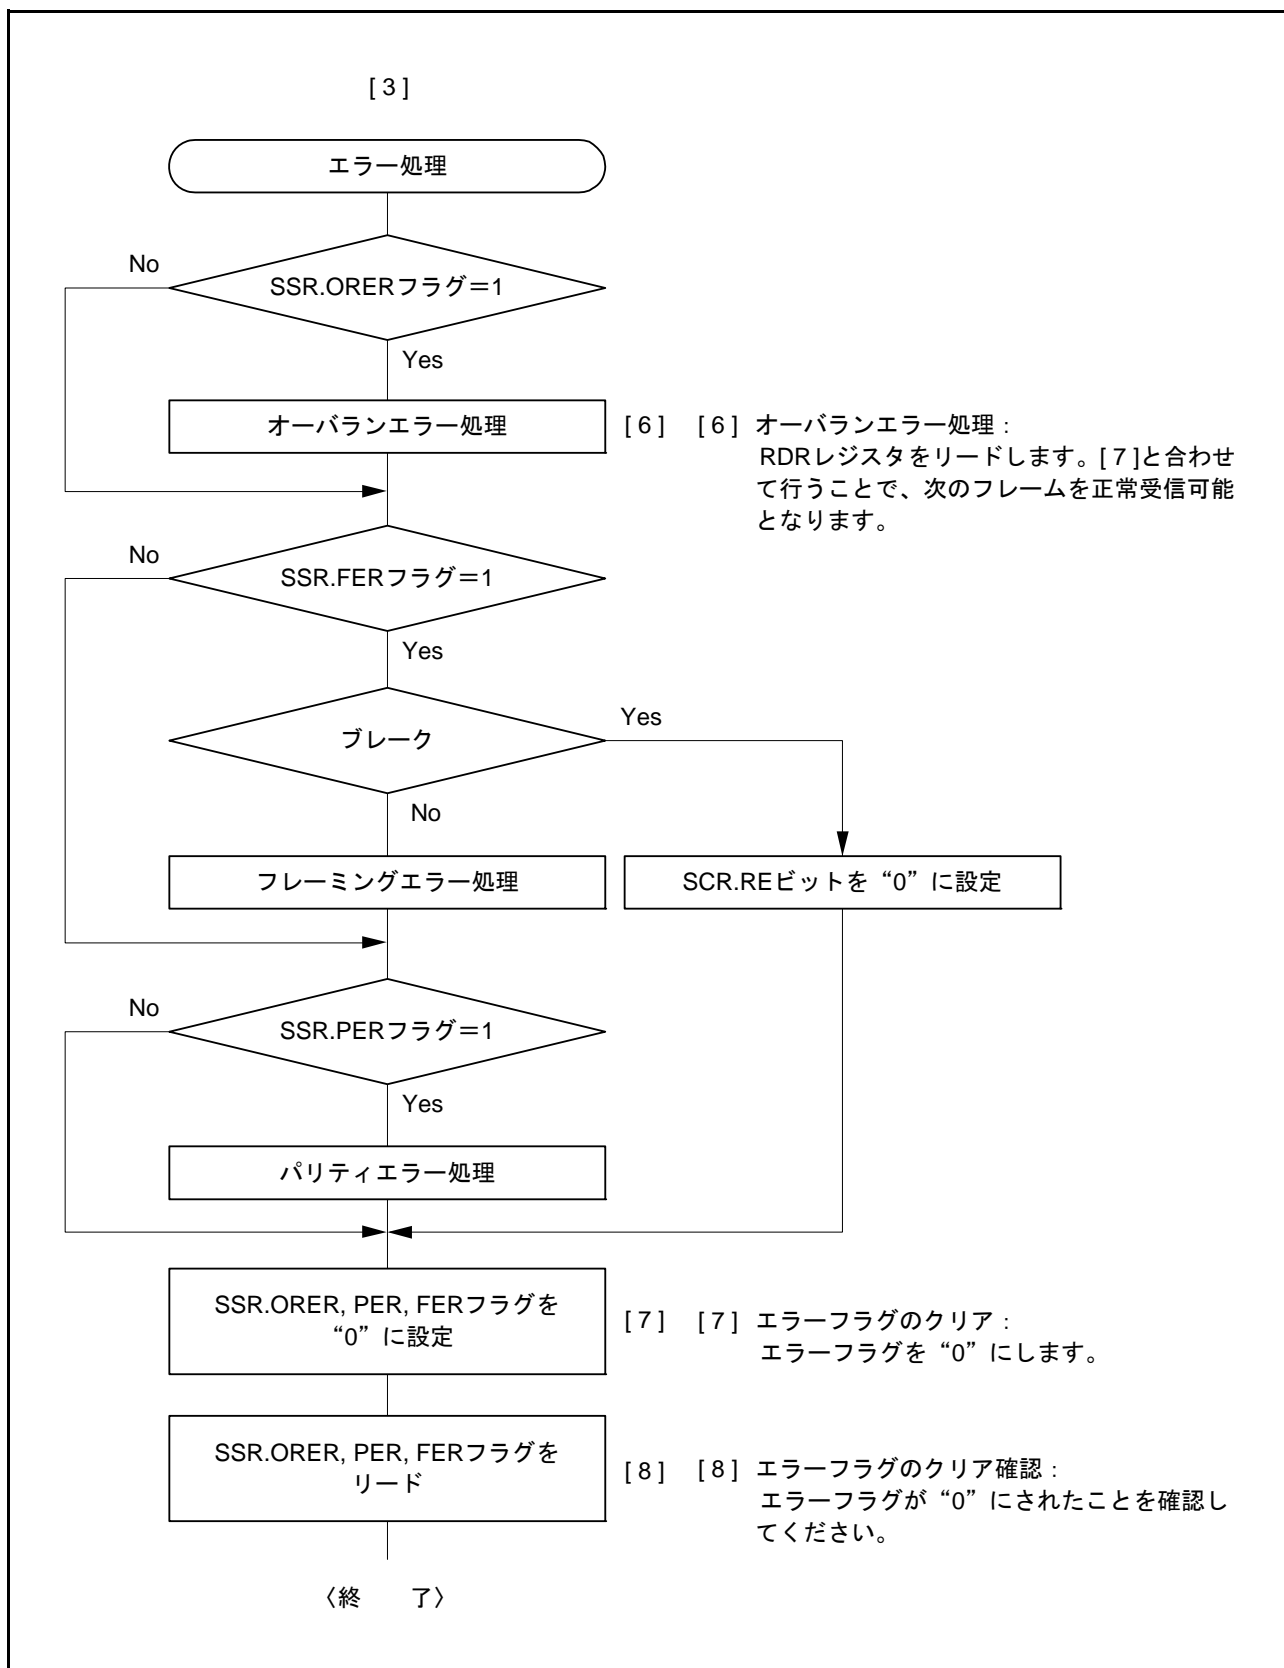 [ 3 ]
エラー処理
No
SSR.ORERフラグ＝1
Yes
オーバランエラー処理
[ 6 ]
[ 6 ] オーバランエラー処理：
RDRレジスタをリードします。[ 7 ]と合わせ
て行うことで、次のフレームを正常受信可能
となります。
No
SSR.FERフラグ＝1
Yes
ブレーク
Yes
No
フレーミングエラー処理
SCR.REビットを“0”に設定
No
SSR.PERフラグ＝1
Yes
パリティエラー処理
SSR.ORER, PER, FERフラグを
“0”に設定
[ 7 ]
[ 7 ] エラーフラグのクリア：
エラーフラグを“0”にします。
SSR.ORER, PER, FERフラグを
リード
[ 8 ]
[ 8 ] エラーフラグのクリア確認：
エラーフラグが“0”にされたことを確認し
てください。
〈終　了〉